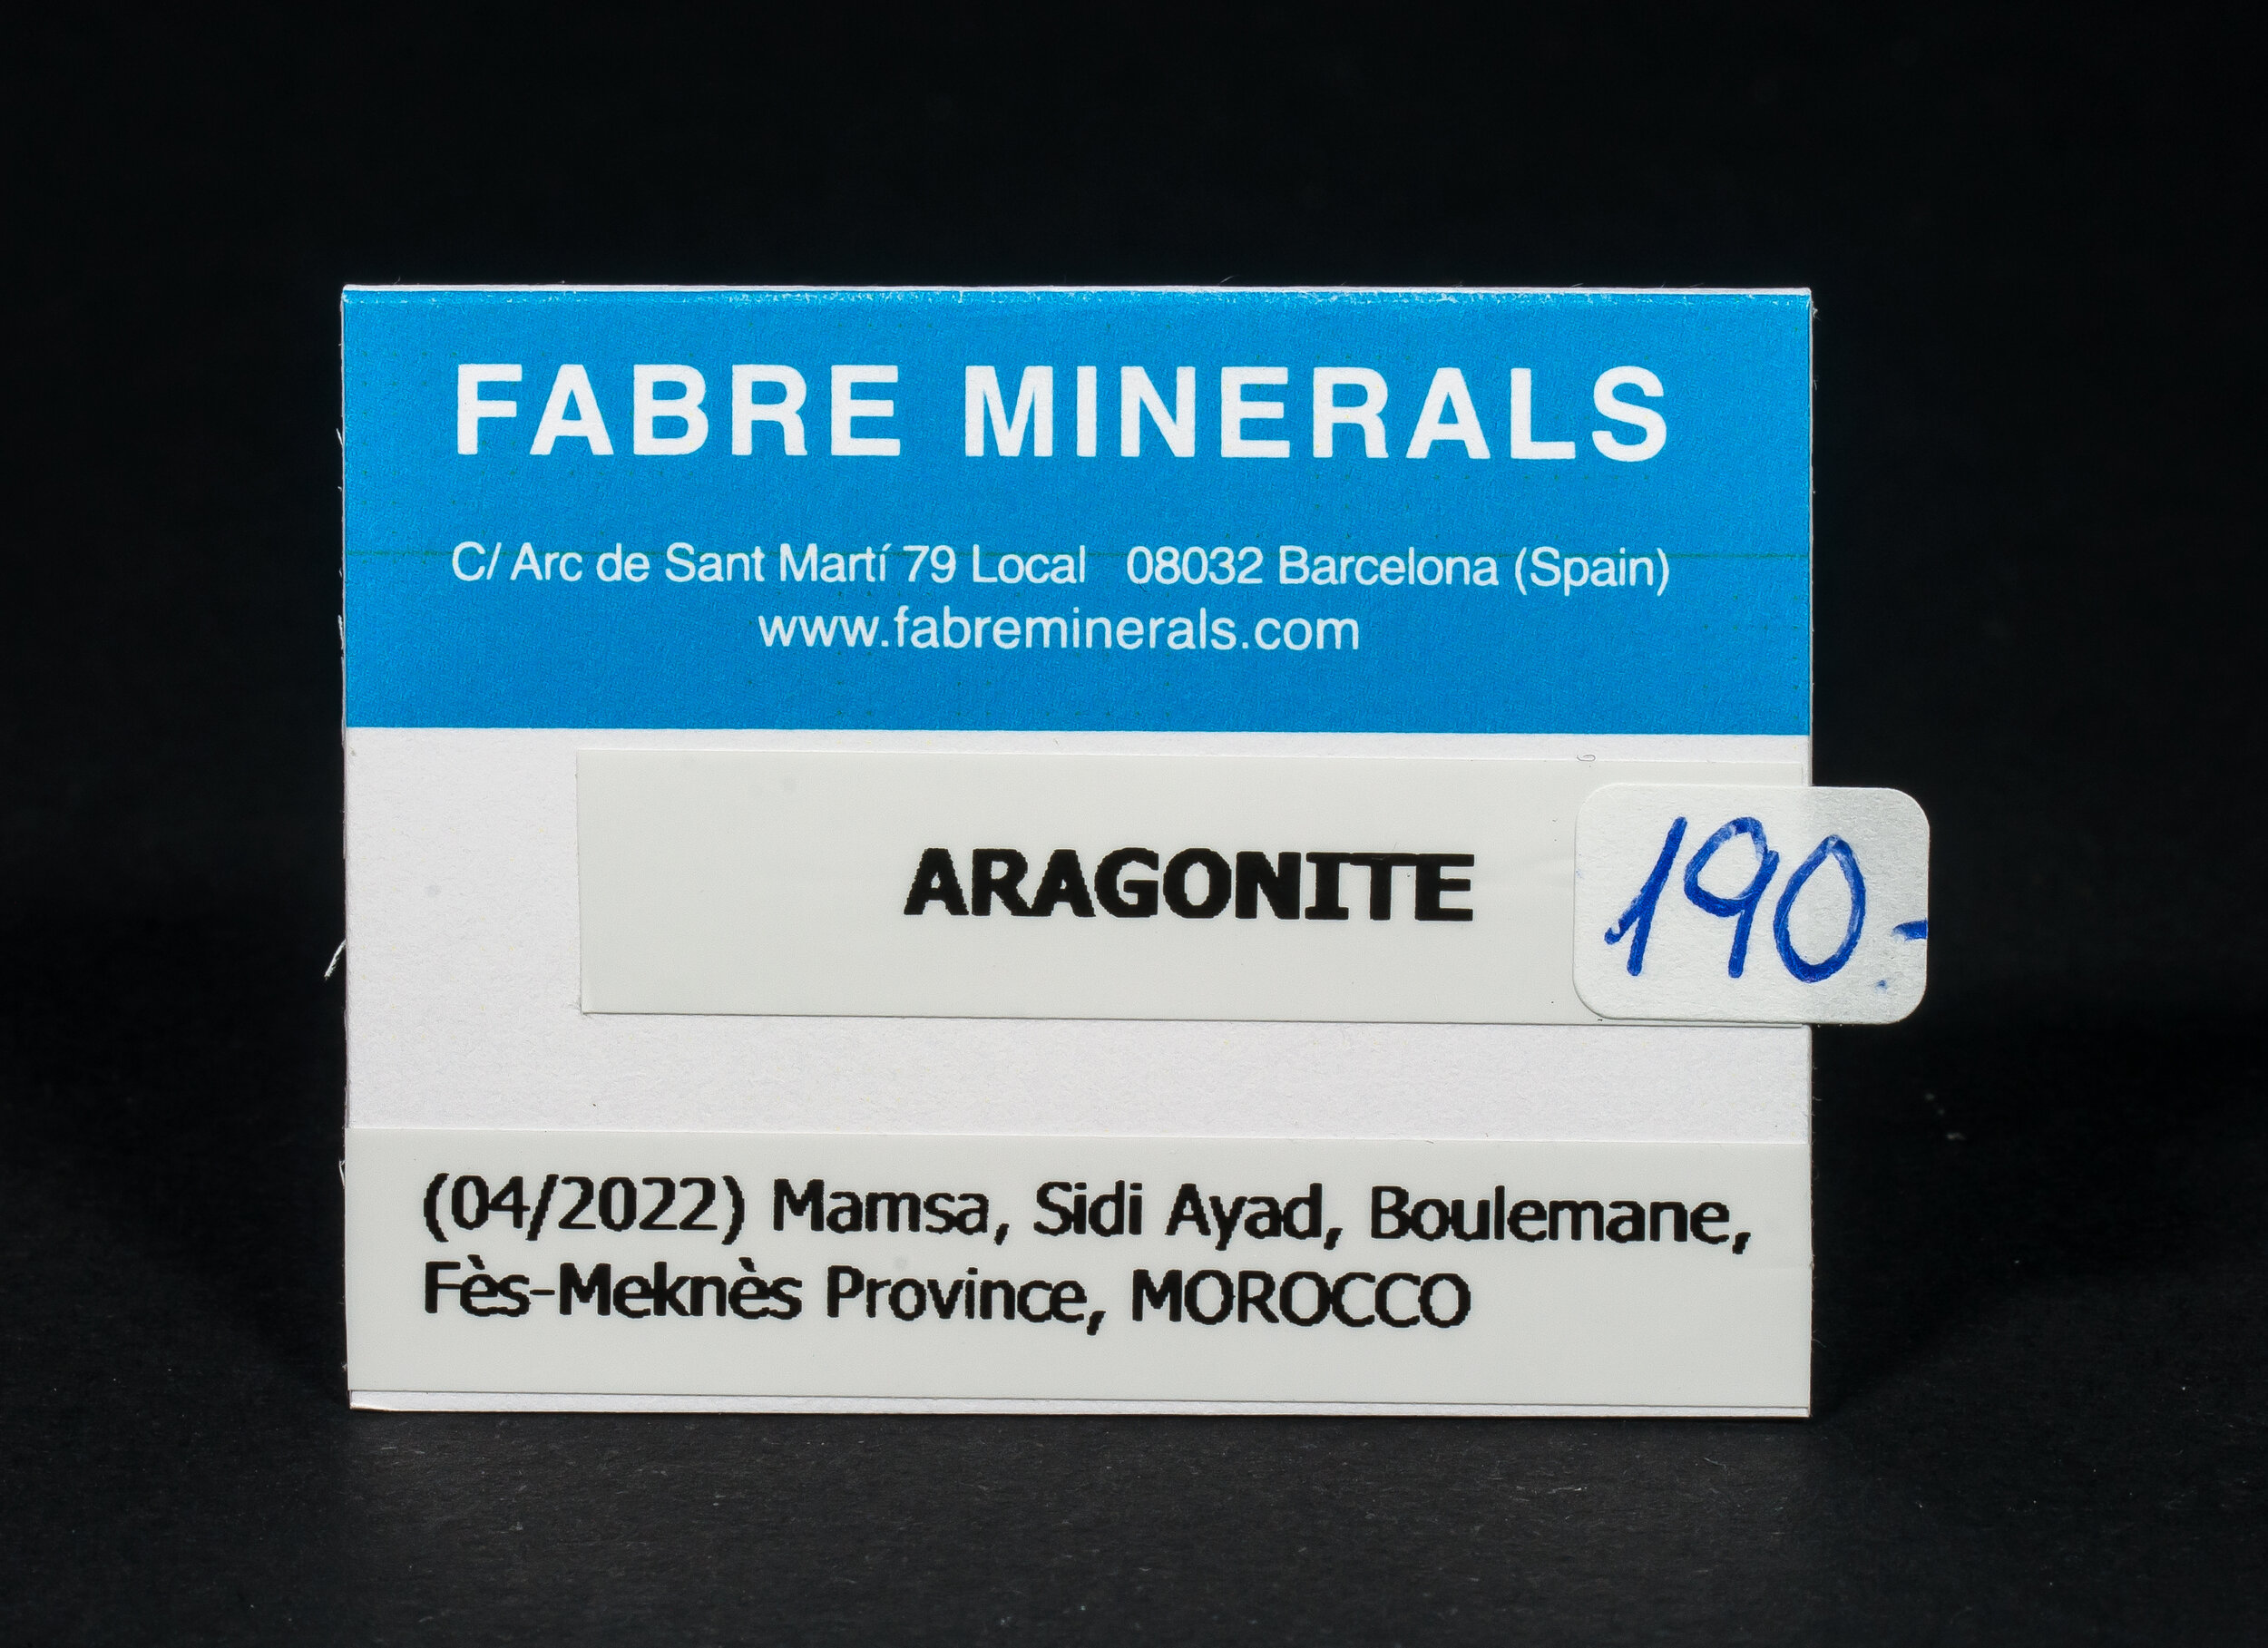 FABRE MINERALS
C/ Arc de Sant Martí 79 Local 08032 Barcelona (Spain)
www.fabreminerals.com
ARAGONITE
190.-
(04/2022) Mamsa, Sidi Ayad, Boulemane,
Fès-Meknès Province, MOROCCO